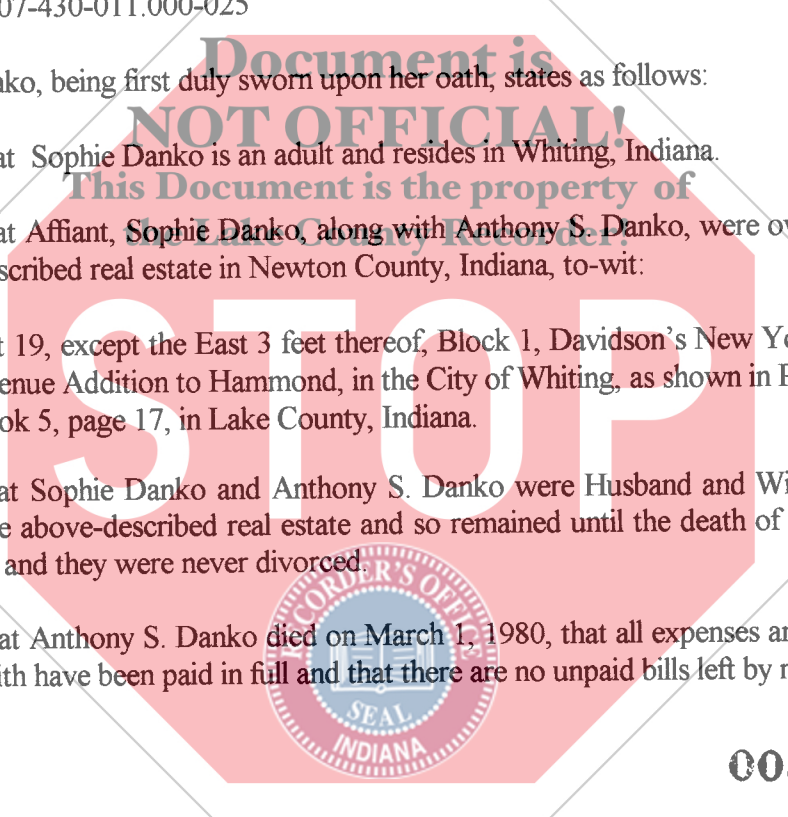 07-430-011.000-025
Document is
nko, being first duly sworn upon her oath, states as follows:
NOT OFFICIAL!
at Sophie Danko is an adult and resides in Whiting, Indiana.
This Document is the property of
the Lake County Recorder!
at Affiant, Sophie Danko, along with Anthony S. Danko, were ov
scribed real estate in Newton County, Indiana, to-wit:
STOP
t 19, except the East 3 feet thereof, Block 1, Davidson's New Yo
enue Addition to Hammond, in the City of Whiting, as shown in P
ok 5, page 17, in Lake County, Indiana.
at Sophie Danko and Anthony S. Danko were Husband and Wi
e above-described real estate and so remained until the death of
and they were never divorced.
RECORDER'S OFFICE
at Anthony S. Danko died on March 1, 1980, that all expenses an
ith have been paid in full and that there are no unpaid bills left by
SEAL
INDIANA
00